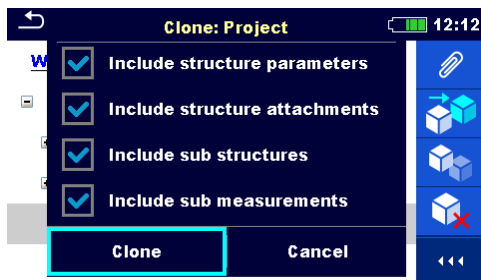 Clone: Project
12:12
W
Include structure parameters
Include structure attachments
Include sub structures
Include sub measurements
Clone
Cancel